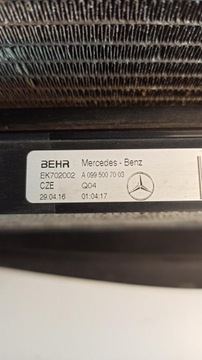 BEHR Mercedes-Benz
EK702002 A 099 500 70 03
CZE Q04
29.04.16 01:04:17